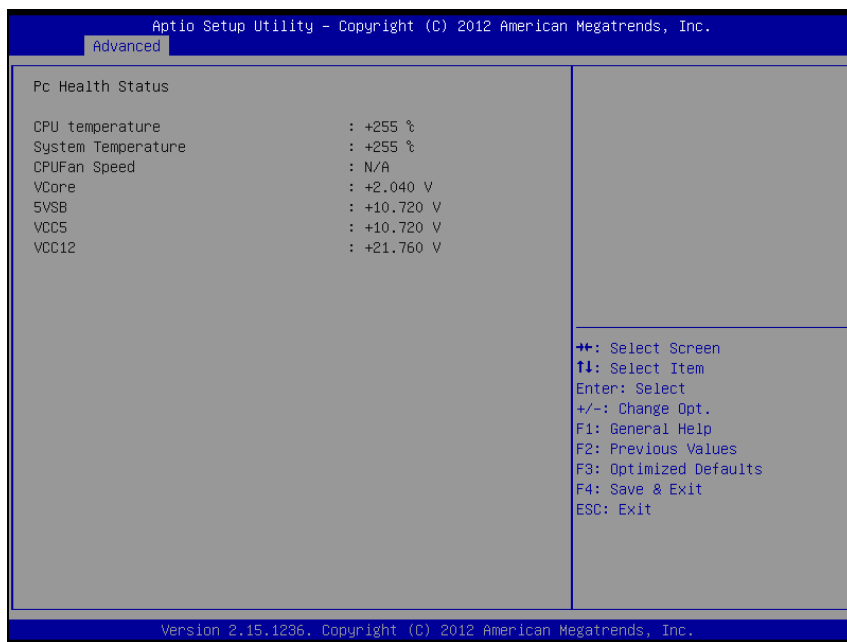 Aptio Setup Utility – Copyright (C) 2012 American Megatrends, Inc.
Advanced
Pc Health Status
CPU temperature : +255 ℃
System Temperature : +255 ℃
CPUFan Speed : N/A
VCore : +2.040 V
5VSB : +10.720 V
VCC5 : +10.720 V
VCC12 : +21.760 V
→←: Select Screen
↑↓: Select Item
Enter: Select
+/-: Change Opt.
F1: General Help
F2: Previous Values
F3: Optimized Defaults
F4: Save & Exit
ESC: Exit
Version 2.15.1236. Copyright (C) 2012 American Megatrends, Inc.